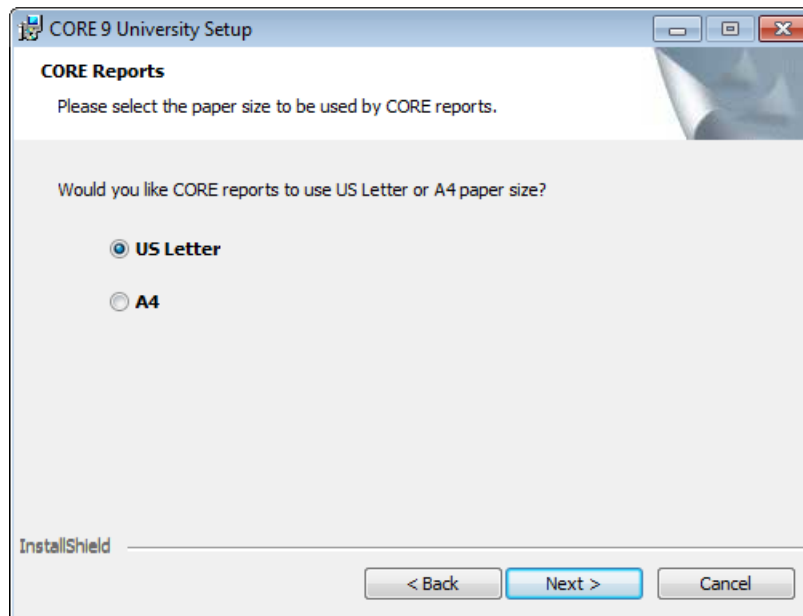 CORE 9 University Setup
CORE Reports
Please select the paper size to be used by CORE reports.
Would you like CORE reports to use US Letter or A4 paper size?
US Letter
A4
InstallShield
< Back Next > Cancel